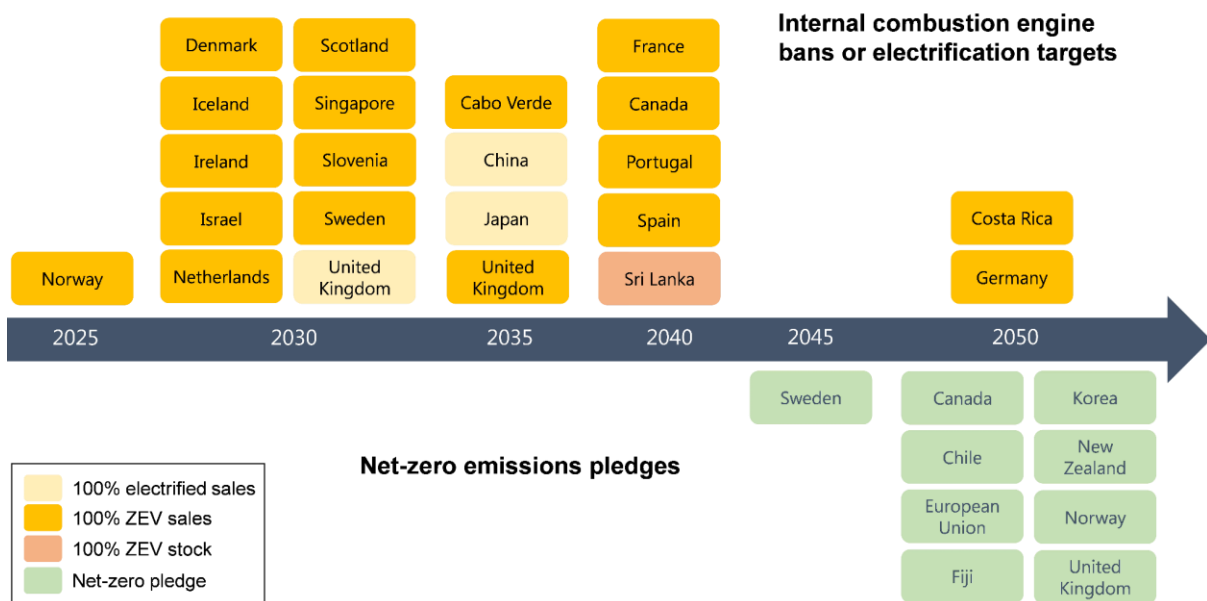 Internal combustion engine
bans or electrification targets
Denmark
Scotland
France
Iceland
Singapore
Cabo Verde
Canada
Ireland
Slovenia
China
Portugal
Israel
Sweden
Japan
Spain
Costa Rica
Norway
Netherlands
United
Kingdom
United
Kingdom
Sri Lanka
Germany
2025
2030
2035
2040
2045
2050
Sweden
Canada
Korea
Net-zero emissions pledges
Chile
New
Zealand
European
Union
Norway
Fiji
United
Kingdom
100% electrified sales
100% ZEV sales
100% ZEV stock
Net-zero pledge